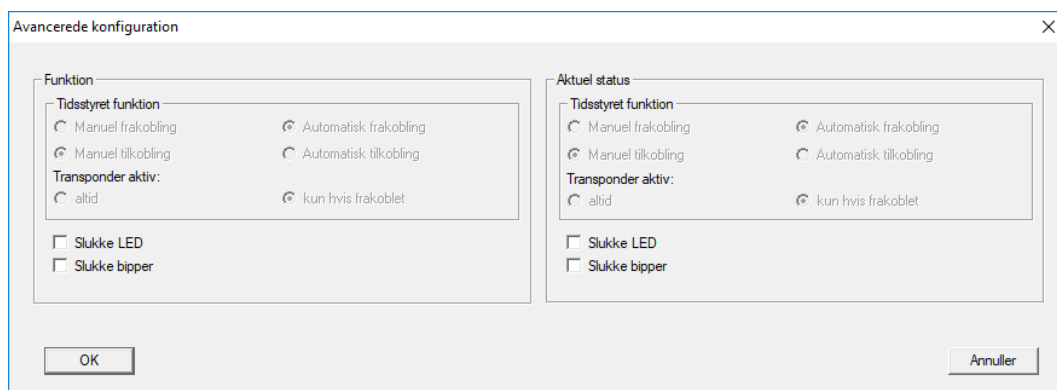 Avancerede konfiguration
Funktion
Tidsstyret funktion
Manuel frakobling
Automatisk frakobling
Manuel tilkobling
Automatisk tilkobling
Transponder aktiv:
altid
kun hvis frakoblet
Slukke LED
Slukke bipper
Aktuel status
Tidsstyret funktion
Manuel frakobling
Automatisk frakobling
Manuel tilkobling
Automatisk tilkobling
Transponder aktiv:
altid
kun hvis frakoblet
Slukke LED
Slukke bipper
OK
Annuller